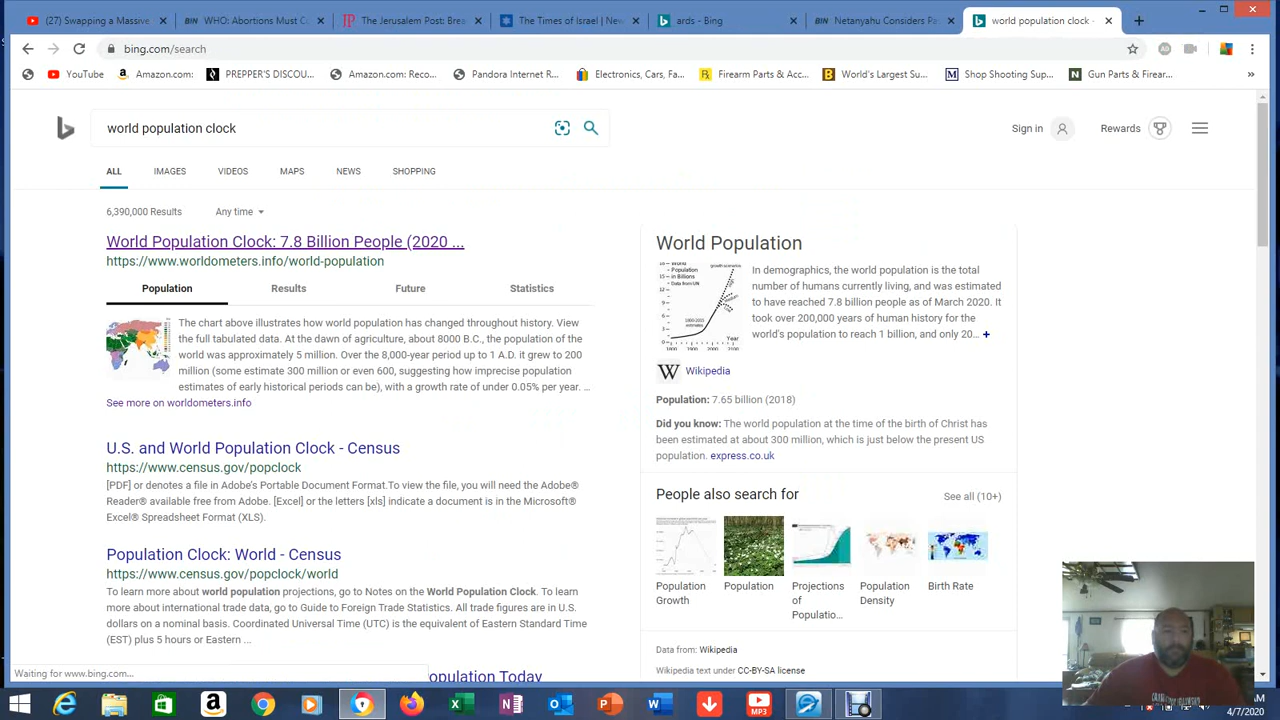 (27) Swapping a Massive
WHO: Abortions Must C
The Jerusalem Post: Brea
The Times of Israel | New
ards - Bing
Netanyahu Considers Pas
world population clock -
bing.com/search
YouTube
Amazon.com:
PREPPER'S DISCOU...
Amazon.com: Reco...
Pandora Internet R...
Electronics, Cars, Fa...
Firearm Parts & Acc...
World's Largest Su...
Shop Shooting Sup...
Gun Parts & Firear...
»
world population clock
Sign in
Rewards
ALL
IMAGES
VIDEOS
MAPS
NEWS
SHOPPING
6,390,000 Results
Any time
World Population Clock: 7.8 Billion People (2020 ...
https://www.worldometers.info/world-population
Population
Results
Future
Statistics
The chart above illustrates how world population has changed throughout history. View
the full tabulated data. At the dawn of agriculture, about 8000 B.C., the population of the
world was approximately 5 million. Over the 8,000-year period up to 1 A.D. it grew to 200
million (some estimate 300 million or even 600, suggesting how imprecise population
estimates of early historical periods can be), with a growth rate of under 0.05% per year. ...
See more on worldometers.info
U.S. and World Population Clock - Census
https://www.census.gov/popclock
[PDF] or denotes a file in Adobe's Portable Document Format.To view the file, you will need the Adobe®
Reader® available free from Adobe. [Excel] or the letters [xls] indicate a document is in the Microsoft®
Excel® Spreadsheet Format (XLS).
Population Clock: World - Census
https://www.census.gov/popclock/world
To learn more about world population projections, go to Notes on the World Population Clock. To learn
more about international trade data, go to Guide to Foreign Trade Statistics. All trade figures are in U.S.
dollars on a nominal basis. Coordinated Universal Time (UTC) is the equivalent of Eastern Standard Time
(EST) plus 5 hours or Eastern ...
opulation Today
Waiting for www.bing.com...
World Population
In demographics, the world population is the total
number of humans currently living, and was estimated
to have reached 7.8 billion people as of March 2020. It
took over 200,000 years of human history for the
world's population to reach 1 billion, and only 20... +
Wikipedia
Population: 7.65 billion (2018)
Did you know: The world population at the time of the birth of Christ has
been estimated at about 300 million, which is just below the present US
population. express.co.uk
People also search for
See all (10+)
Population
Growth
Population
Projections
of
Populatio...
Population
Density
Birth Rate
Data from: Wikipedia
Wikipedia text under CC-BY-SA license
MP3
4/7/2020